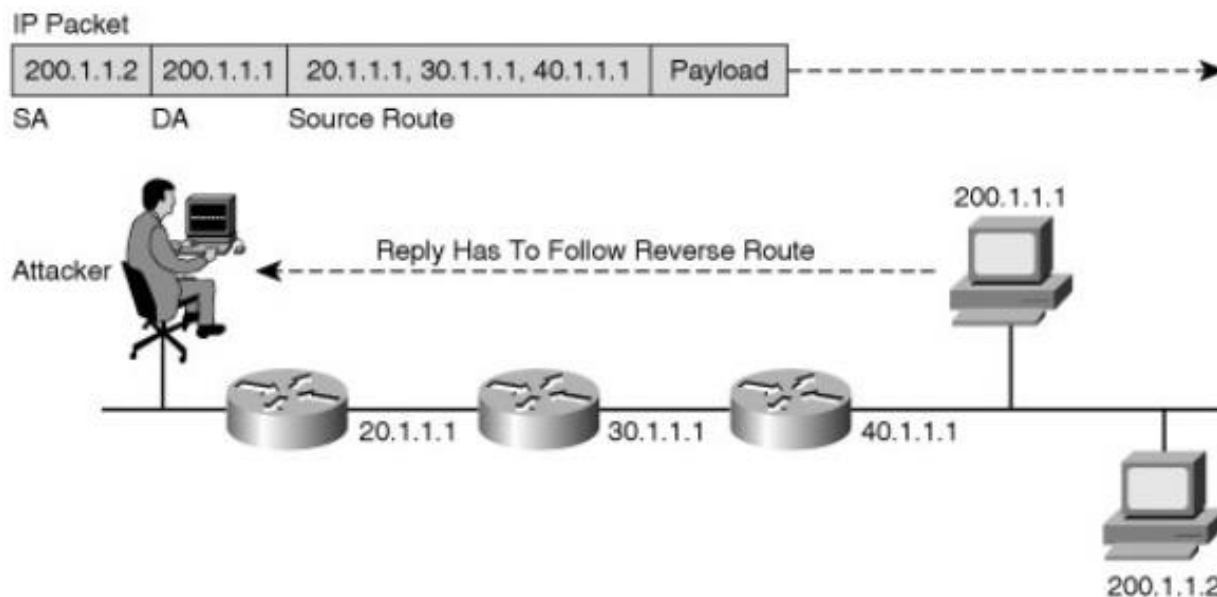 IP Packet
200.1.1.2 200.1.1.1 20.1.1.1, 30.1.1.1, 40.1.1.1 Payload
SA DA Source Route
200.1.1.1
Reply Has To Follow Reverse Route
Attacker
20.1.1.1 30.1.1.1 40.1.1.1
200.1.1.2